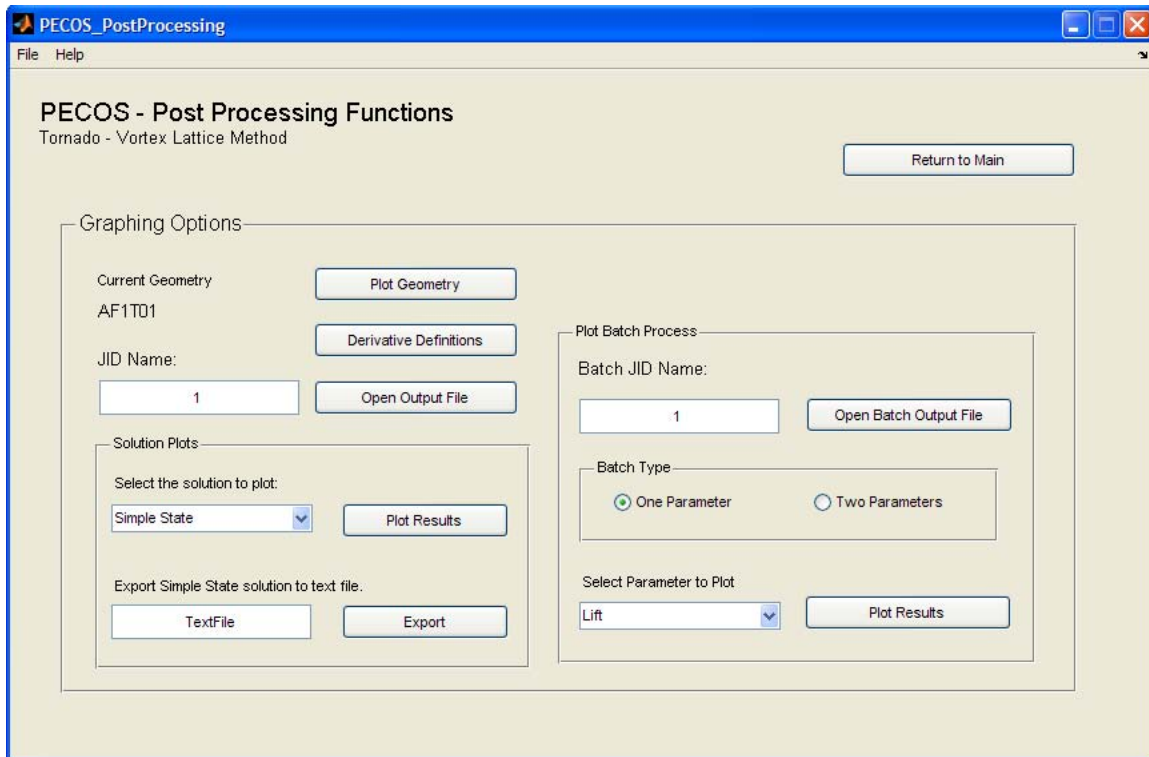 PECOS_PostProcessing
File Help
PECOS - Post Processing Functions
Tornado - Vortex Lattice Method
Return to Main
Graphing Options
Current Geometry
Plot Geometry
AF1T01
Derivative Definitions
JID Name:
1
Open Output File
Solution Plots
Select the solution to plot:
Simple State
Plot Results
Export Simple State solution to text file.
TextFile
Export
Plot Batch Process
Batch JID Name:
1
Open Batch Output File
Batch Type
One Parameter
Two Parameters
Select Parameter to Plot
Lift
Plot Results